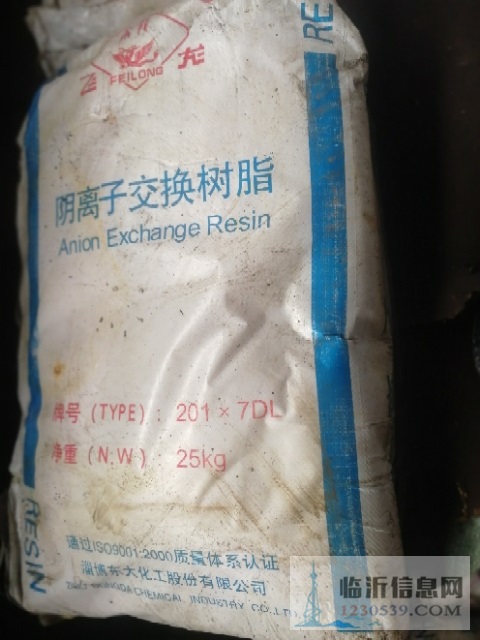 飞龙
FEILONG
RE
阴离子交换树脂
Anion Exchange Resin
牌号(TYPE): 201×7DL
净重(N.W): 25kg
RESIN
通过ISO9001-2000质量体系认证
淄博东大化工股份有限公司
DONGDA CHEMICAL INDUSTRY CO.,LTD
临沂信息网
1230539.COM